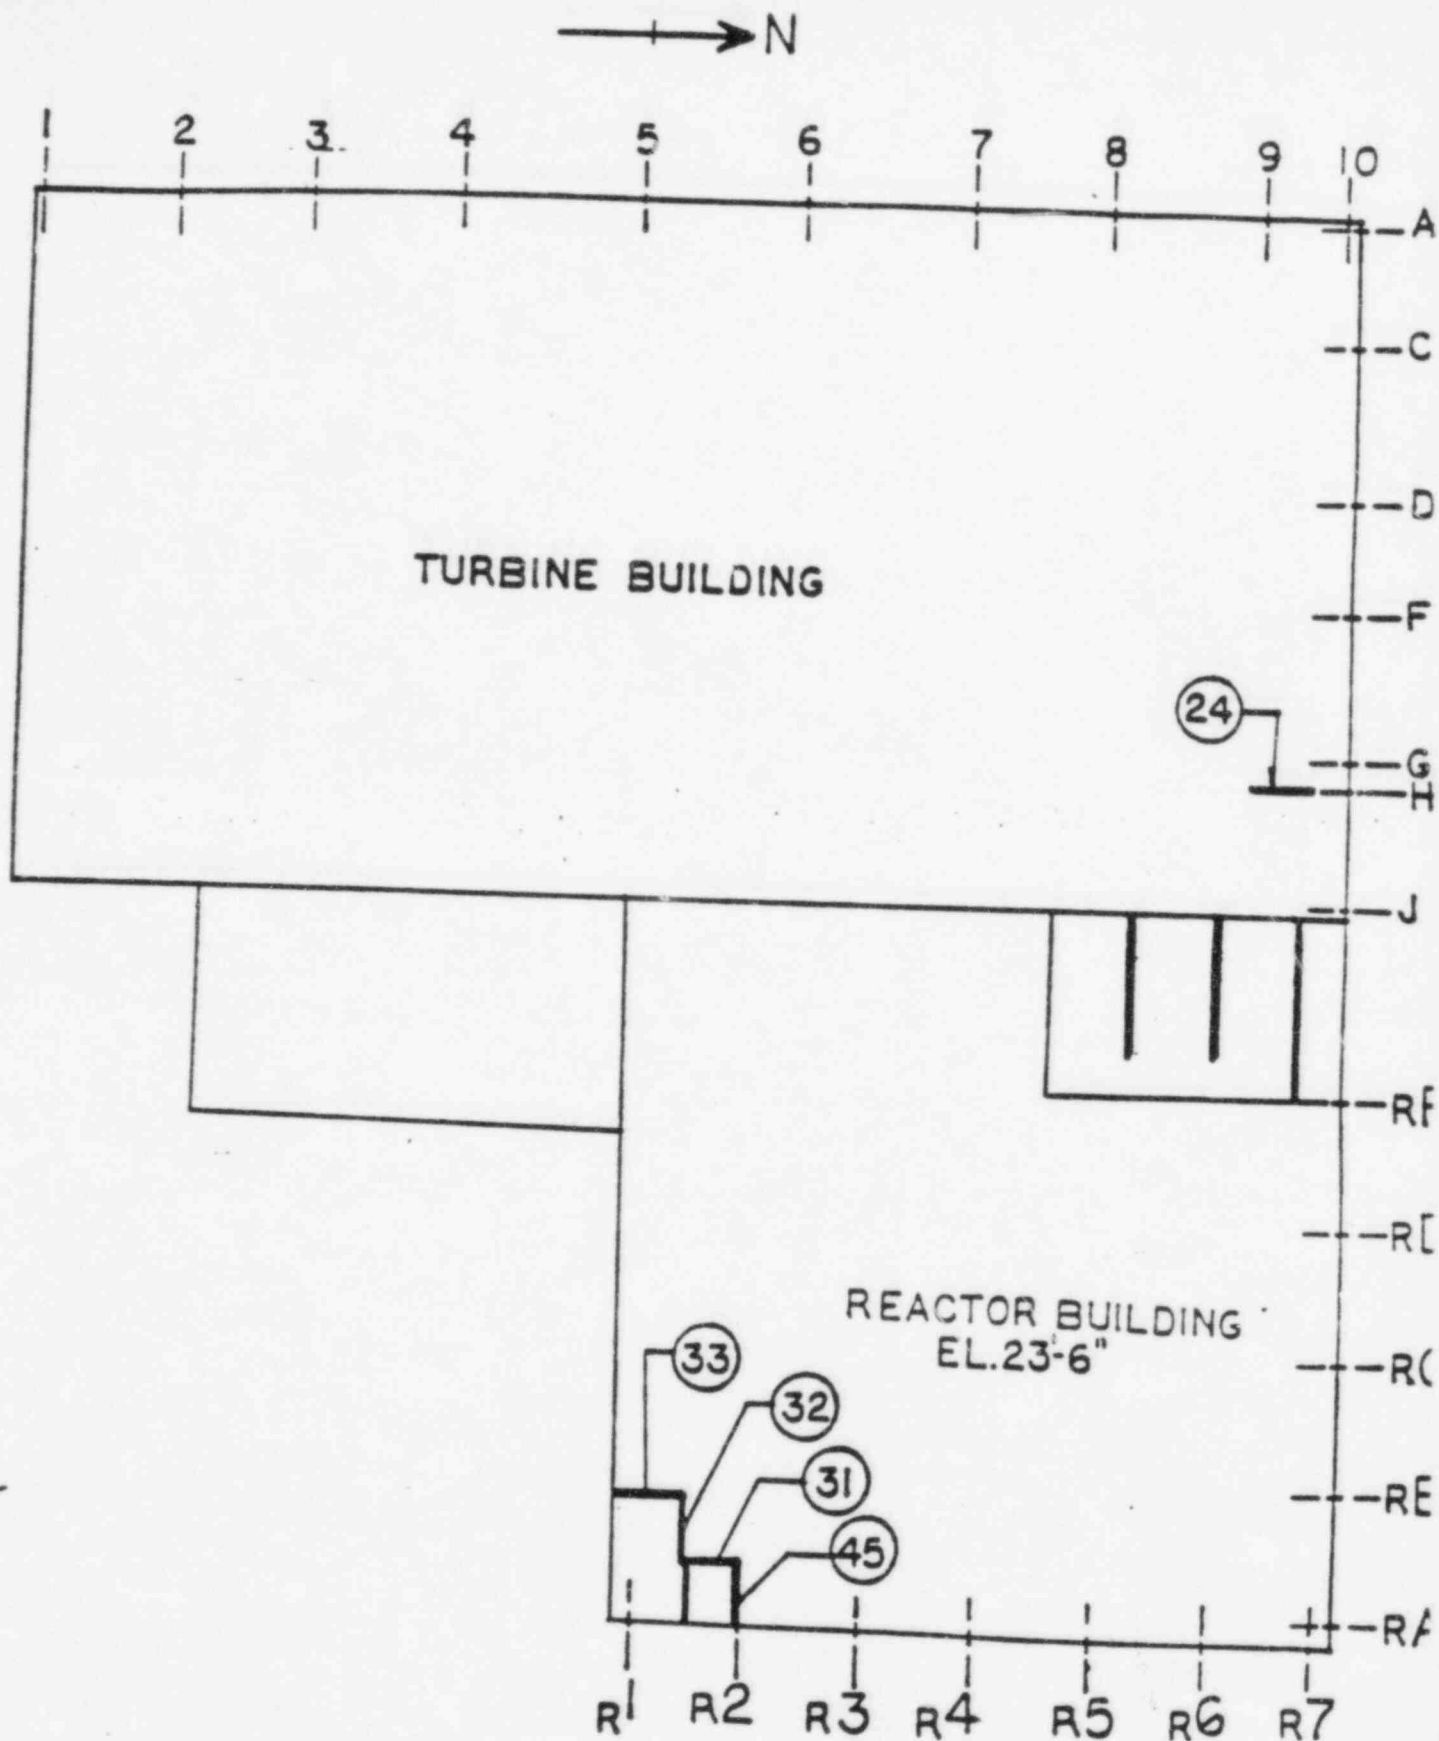 N
1 2 3 4 5 6 7 8 9 10
A
C
D
TURBINE BUILDING
F
24
G
H
J
REACTOR BUILDING
EL.23'-6"
33
32
31
45
R1 R2 R3 R4 R5 R6 R7